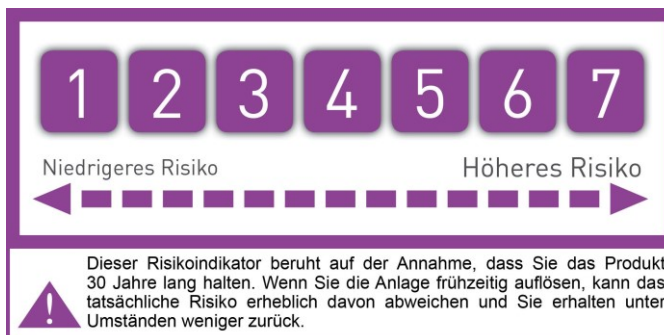 1 2 3 4 5 6 7
Niedrigeres Risiko Höheres Risiko
Dieser Risikoindikator beruht auf der Annahme, dass Sie das Produkt
30 Jahre lang halten. Wenn Sie die Anlage frühzeitig auflösen, kann das
tatsächliche Risiko erheblich davon abweichen und Sie erhalten unter
Umständen weniger zurück.